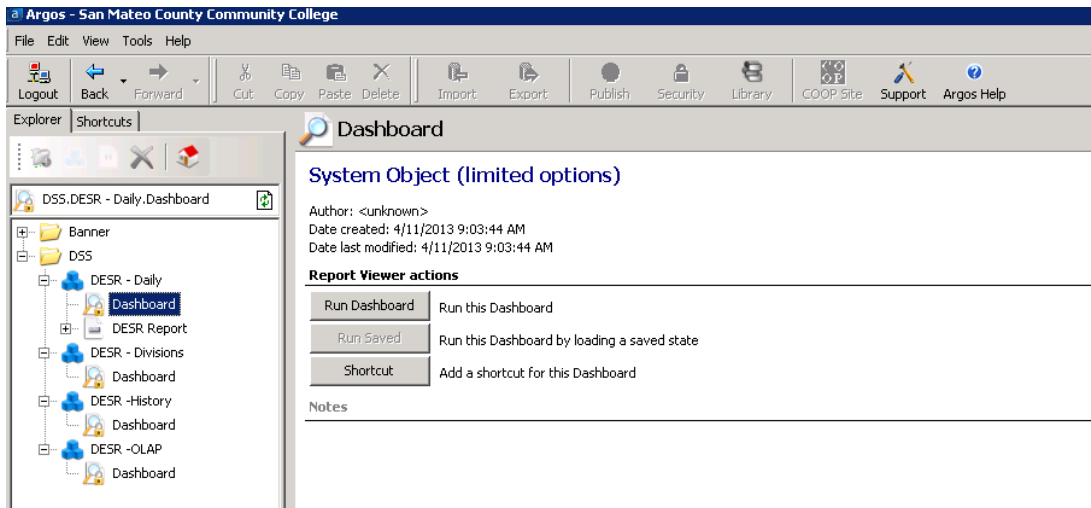 Argos - San Mateo County Community College
File Edit View Tools Help
Logout Back Forward Cut Copy Paste Delete Import Export Publish Security Library COOP Site Support Argos Help
Explorer Shortcuts
Dashboard
System Object (limited options)
DSS.DESR - Daily.Dashboard
Author: <unknown>
Date created: 4/11/2013 9:03:44 AM
Date last modified: 4/11/2013 9:03:44 AM
Report Viewer actions
Run Dashboard Run this Dashboard
Run Saved Run this Dashboard by loading a saved state
Shortcut Add a shortcut for this Dashboard
Notes
Banner
DSS
DESR - Daily
Dashboard
DESR Report
DESR - Divisions
Dashboard
DESR -History
Dashboard
DESR -OLAP
Dashboard